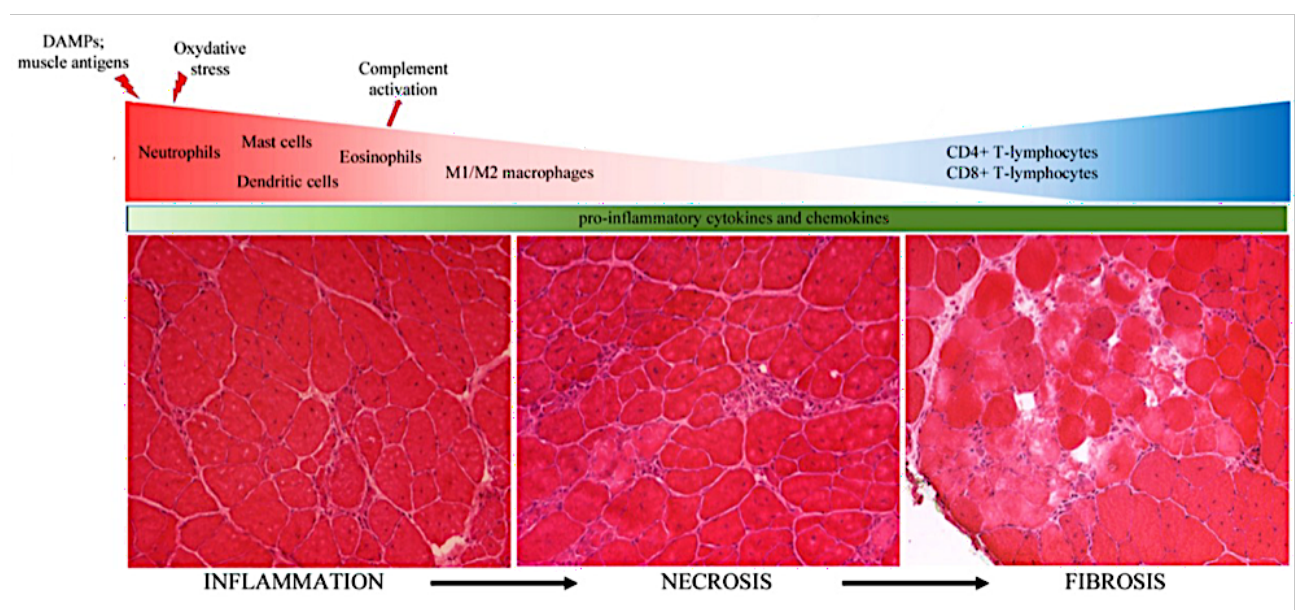 DAMPs;
muscle antigens
Oxydative
stress
Complement
activation
Neutrophils
Mast cells
Dendritic cells
Eosinophils
M1/M2 macrophages
CD4+ T-lymphocytes
CD8+ T-lymphocytes
pro-inflammatory cytokines and chemokines
INFLAMMATION
NECROSIS
FIBROSIS